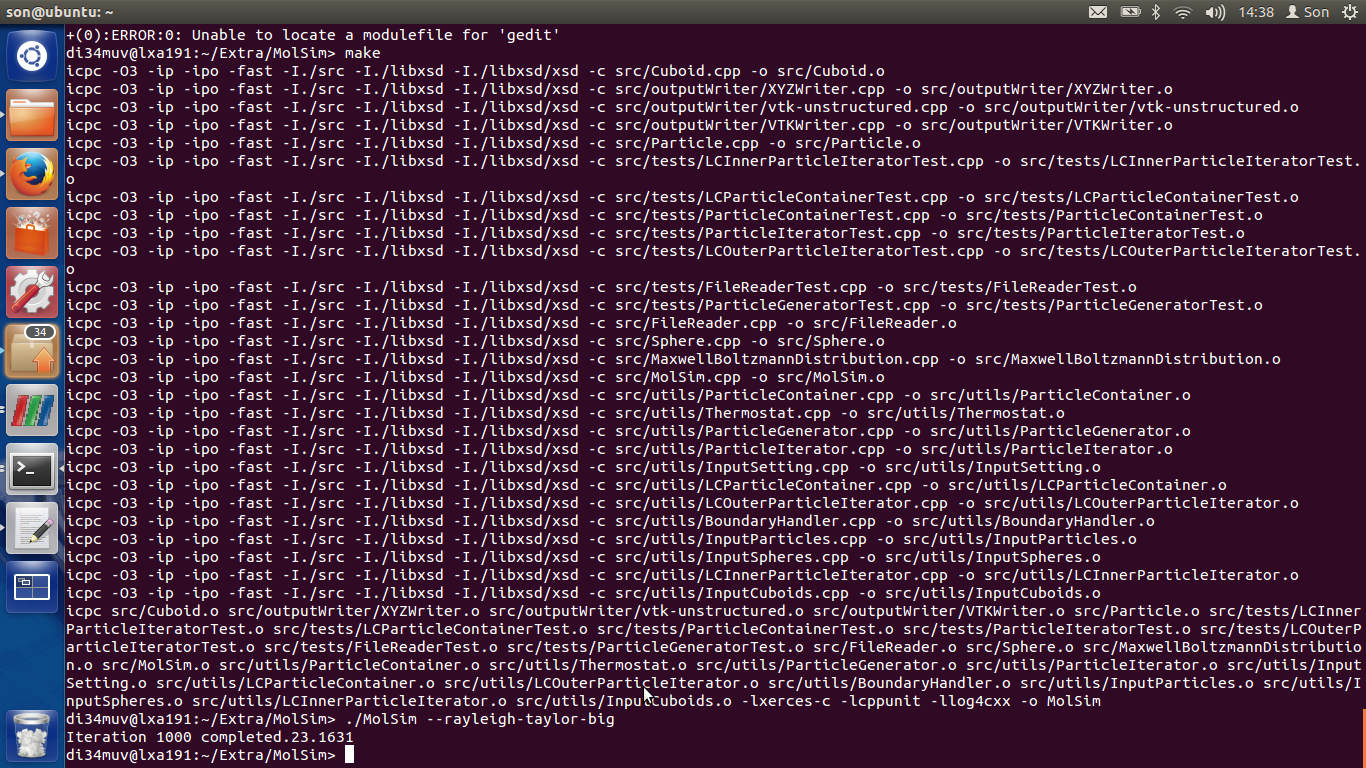 son@ubuntu: ~
14:38
Son
34
+(0):ERROR:0: Unable to locate a modulefile for 'gedit'
di34muv@lxa191:~/Extra/MolSim> make
icpc -O3 -ip -ipo -fast -I./src -I./libxsd -I./libxsd/xsd -c src/Cuboid.cpp -o src/Cuboid.o
icpc -O3 -ip -ipo -fast -I./src -I./libxsd -I./libxsd/xsd -c src/outputWriter/XYZWriter.cpp -o src/outputWriter/XYZWriter.o
icpc -O3 -ip -ipo -fast -I./src -I./libxsd -I./libxsd/xsd -c src/outputWriter/vtk-unstructured.cpp -o src/outputWriter/vtk-unstructured.o
icpc -O3 -ip -ipo -fast -I./src -I./libxsd -I./libxsd/xsd -c src/outputWriter/VTKWriter.cpp -o src/outputWriter/VTKWriter.o
icpc -O3 -ip -ipo -fast -I./src -I./libxsd -I./libxsd/xsd -c src/Particle.cpp -o src/Particle.o
icpc -O3 -ip -ipo -fast -I./src -I./libxsd -I./libxsd/xsd -c src/tests/LCInnerParticleIteratorTest.cpp -o src/tests/LCInnerParticleIteratorTest.
o
icpc -O3 -ip -ipo -fast -I./src -I./libxsd -I./libxsd/xsd -c src/tests/LCParticleContainerTest.cpp -o src/tests/LCParticleContainerTest.o
icpc -O3 -ip -ipo -fast -I./src -I./libxsd -I./libxsd/xsd -c src/tests/ParticleContainerTest.cpp -o src/tests/ParticleContainerTest.o
icpc -O3 -ip -ipo -fast -I./src -I./libxsd -I./libxsd/xsd -c src/tests/ParticleIteratorTest.cpp -o src/tests/ParticleIteratorTest.o
icpc -O3 -ip -ipo -fast -I./src -I./libxsd -I./libxsd/xsd -c src/tests/LCOuterParticleIteratorTest.cpp -o src/tests/LCOuterParticleIteratorTest.
o
icpc -O3 -ip -ipo -fast -I./src -I./libxsd -I./libxsd/xsd -c src/tests/FileReaderTest.cpp -o src/tests/FileReaderTest.o
icpc -O3 -ip -ipo -fast -I./src -I./libxsd -I./libxsd/xsd -c src/tests/ParticleGeneratorTest.cpp -o src/tests/ParticleGeneratorTest.o
icpc -O3 -ip -ipo -fast -I./src -I./libxsd -I./libxsd/xsd -c src/FileReader.cpp -o src/FileReader.o
icpc -O3 -ip -ipo -fast -I./src -I./libxsd -I./libxsd/xsd -c src/Sphere.cpp -o src/Sphere.o
icpc -O3 -ip -ipo -fast -I./src -I./libxsd -I./libxsd/xsd -c src/MaxwellBoltzmannDistribution.cpp -o src/MaxwellBoltzmannDistribution.o
icpc -O3 -ip -ipo -fast -I./src -I./libxsd -I./libxsd/xsd -c src/MolSim.cpp -o src/MolSim.o
icpc -O3 -ip -ipo -fast -I./src -I./libxsd -I./libxsd/xsd -c src/utils/ParticleContainer.cpp -o src/utils/ParticleContainer.o
icpc -O3 -ip -ipo -fast -I./src -I./libxsd -I./libxsd/xsd -c src/utils/Thermostat.cpp -o src/utils/Thermostat.o
icpc -O3 -ip -ipo -fast -I./src -I./libxsd -I./libxsd/xsd -c src/utils/ParticleGenerator.cpp -o src/utils/ParticleGenerator.o
icpc -O3 -ip -ipo -fast -I./src -I./libxsd -I./libxsd/xsd -c src/utils/ParticleIterator.cpp -o src/utils/ParticleIterator.o
icpc -O3 -ip -ipo -fast -I./src -I./libxsd -I./libxsd/xsd -c src/utils/InputSetting.cpp -o src/utils/InputSetting.o
icpc -O3 -ip -ipo -fast -I./src -I./libxsd -I./libxsd/xsd -c src/utils/LCParticleContainer.cpp -o src/utils/LCParticleContainer.o
icpc -O3 -ip -ipo -fast -I./src -I./libxsd -I./libxsd/xsd -c src/utils/LCOuterParticleIterator.cpp -o src/utils/LCOuterParticleIterator.o
icpc -O3 -ip -ipo -fast -I./src -I./libxsd -I./libxsd/xsd -c src/utils/BoundaryHandler.cpp -o src/utils/BoundaryHandler.o
icpc -O3 -ip -ipo -fast -I./src -I./libxsd -I./libxsd/xsd -c src/utils/InputParticles.cpp -o src/utils/InputParticles.o
icpc -O3 -ip -ipo -fast -I./src -I./libxsd -I./libxsd/xsd -c src/utils/InputSpheres.cpp -o src/utils/InputSpheres.o
icpc -O3 -ip -ipo -fast -I./src -I./libxsd -I./libxsd/xsd -c src/utils/LCInnerParticleIterator.cpp -o src/utils/LCInnerParticleIterator.o
icpc -O3 -ip -ipo -fast -I./src -I./libxsd -I./libxsd/xsd -c src/utils/InputCuboids.cpp -o src/utils/InputCuboids.o
icpc src/Cuboid.o src/outputWriter/XYZWriter.o src/outputWriter/vtk-unstructured.o src/outputWriter/VTKWriter.o src/Particle.o src/tests/LCInner
ParticleIteratorTest.o src/tests/LCParticleContainerTest.o src/tests/ParticleContainerTest.o src/tests/ParticleIteratorTest.o src/tests/LCOuterP
articleIteratorTest.o src/tests/FileReaderTest.o src/tests/ParticleGeneratorTest.o src/FileReader.o src/Sphere.o src/MaxwellBoltzmannDistributio
n.o src/MolSim.o src/utils/ParticleContainer.o src/utils/Thermostat.o src/utils/ParticleGenerator.o src/utils/ParticleIterator.o src/utils/Input
Setting.o src/utils/LCParticleContainer.o src/utils/LCOuterParticleIterator.o src/utils/BoundaryHandler.o src/utils/InputParticles.o src/utils/I
nputSpheres.o src/utils/LCInnerParticleIterator.o src/utils/InputCuboids.o -lxerces-c -lcppunit -llog4cxx -o MolSim
di34muv@lxa191:~/Extra/MolSim> ./MolSim --rayleigh-taylor-big
Iteration 1000 completed.23.1631
di34muv@lxa191:~/Extra/MolSim>